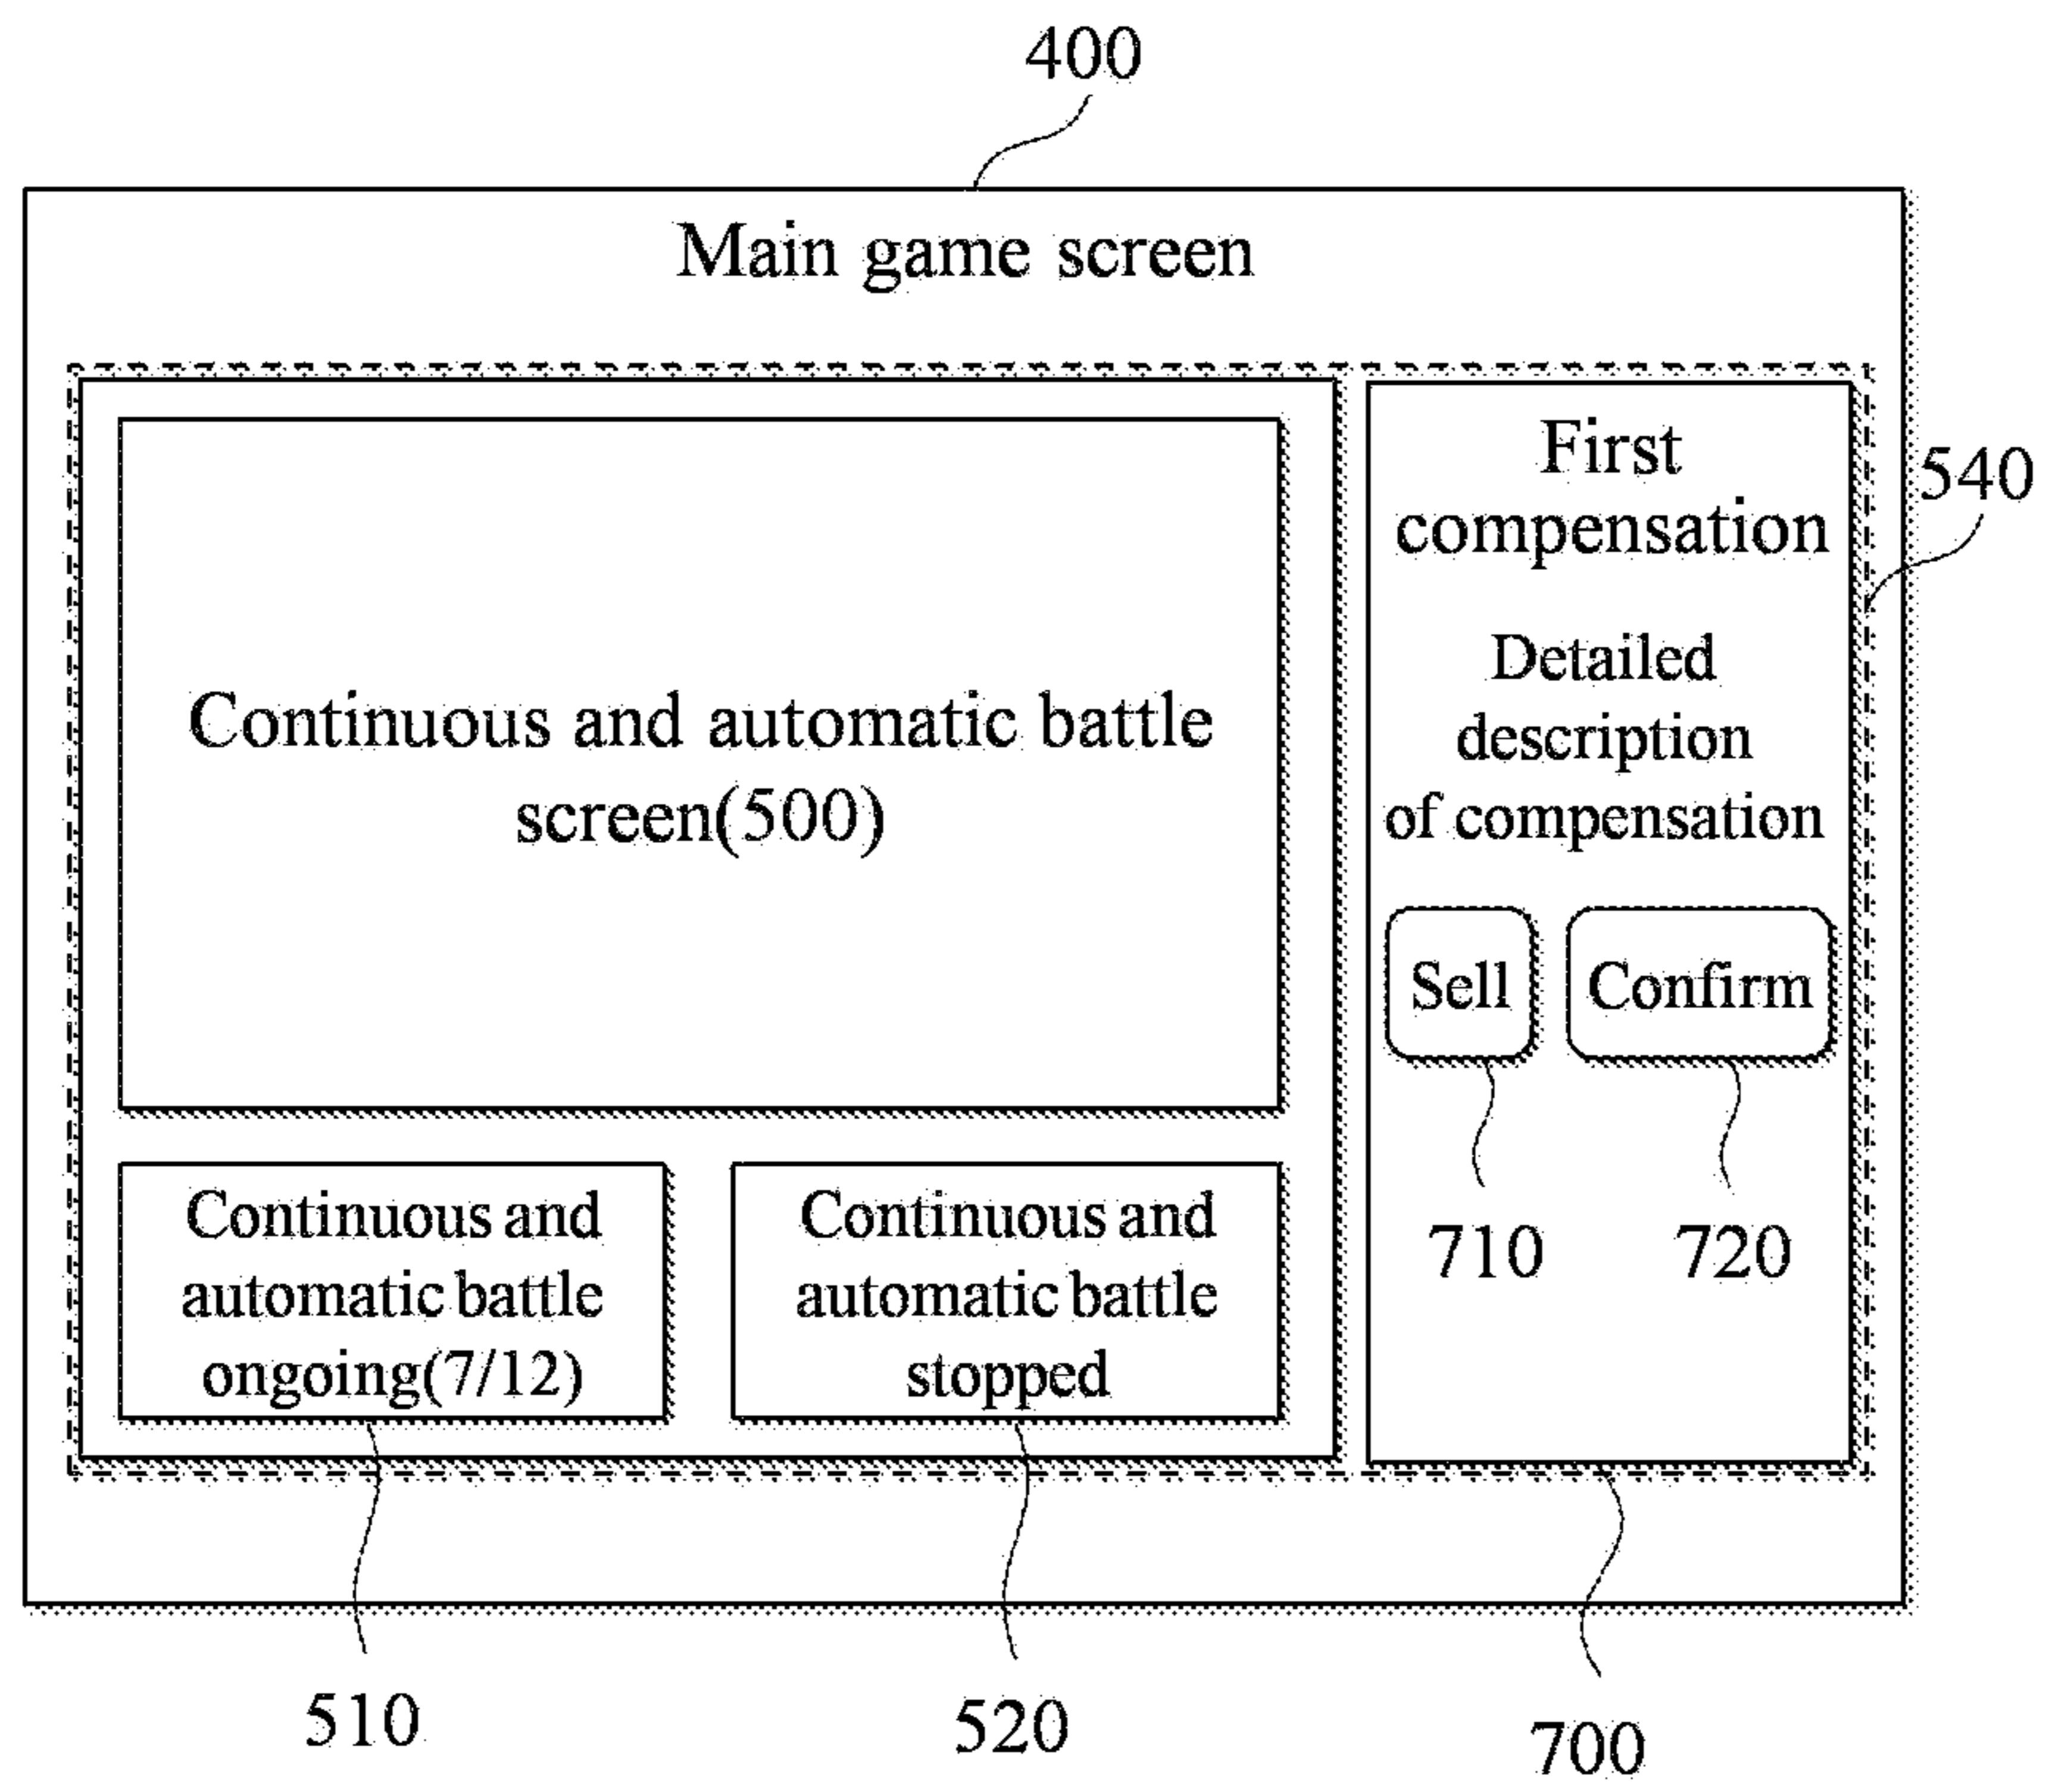 400
Main game screen
540
Continuous and automatic battle
screen(500)
First
compensation
Detailed
description
of compensation
Sell
Confirm
710
720
Continuous and
automatic battle
ongoing(7/12)
Continuous and
automatic battle
stopped
510
520
700